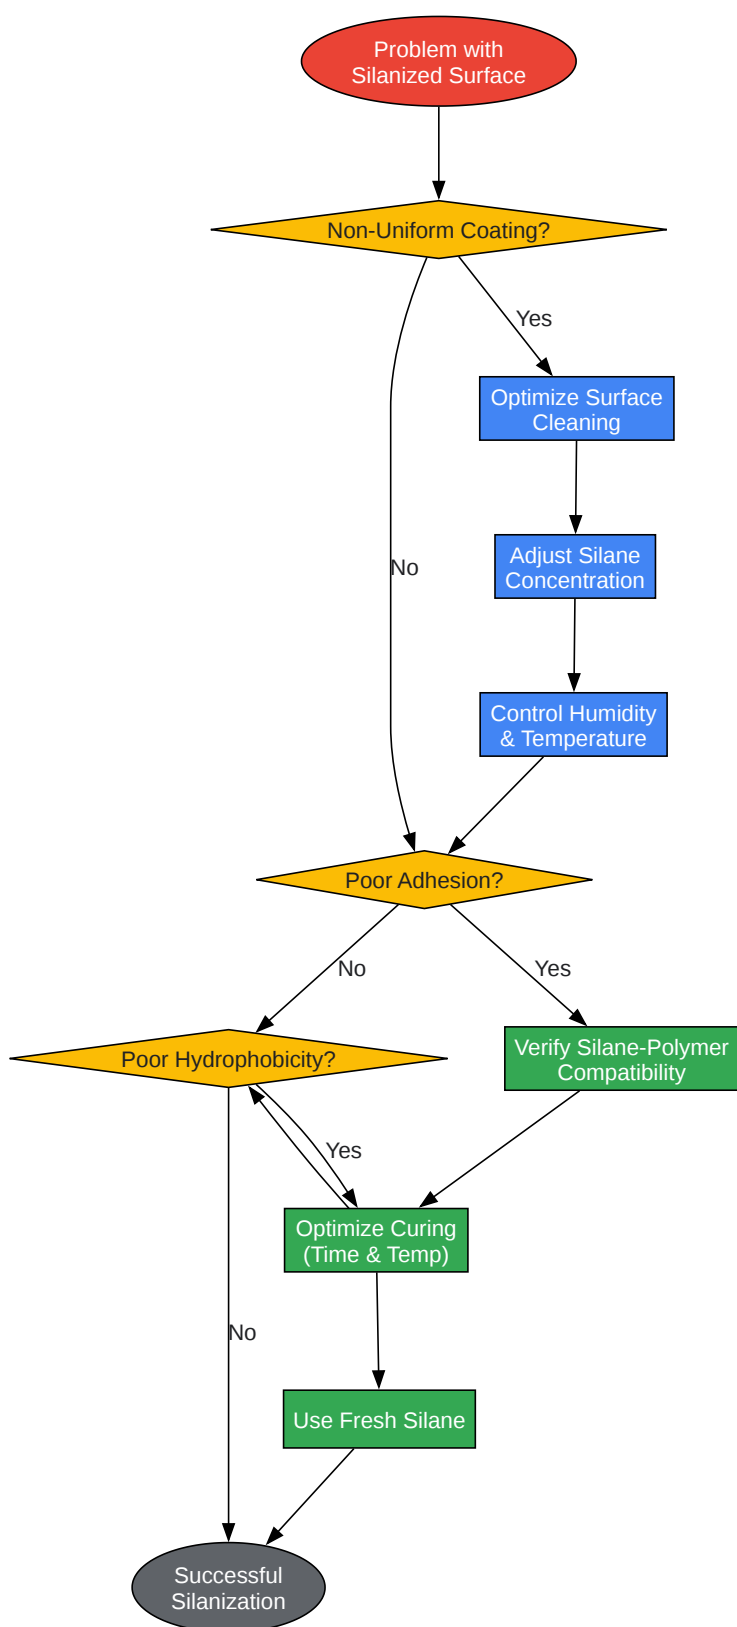 Problem with
Silanized Surface
Non-Uniform Coating?
Yes
Optimize Surface
Cleaning
No
Adjust Silane
Concentration
Control Humidity
& Temperature
Poor Adhesion?
No
Yes
Poor Hydrophobicity?
Verify Silane-Polymer
Compatibility
Yes
Optimize Curing
(Time & Temp)
No
Use Fresh Silane
Successful
Silanization